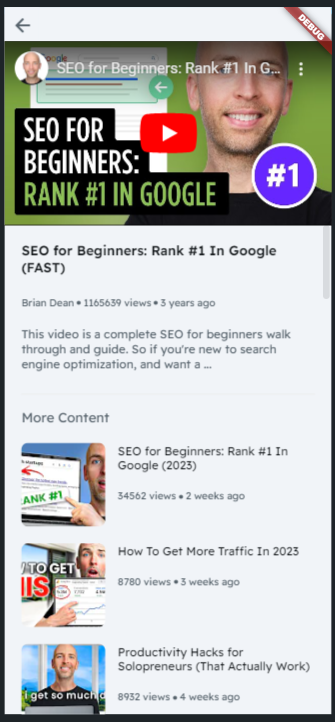 DEBUG
Google
SEO for Beginners: Rank #1 In G...
SEO FOR
BEGINNERS:
RANK #1 IN GOOGLE
#1
SEO for Beginners: Rank #1 In Google
(FAST)
Brian Dean • 1165639 views • 3 years ago
This video is a complete SEO for beginners walk
through and guide. So if you're new to search
engine optimization, and want a ...
More Content
SEO for Beginners: Rank #1 In
Google (2023)
34562 views • 2 weeks ago
ANK #1
How To Get More Traffic In 2023
8780 views • 3 weeks ago
TO GET
IS
Productivity Hacks for
Solopreneurs (That Actually Work)
8932 views • 4 weeks ago
i get so much d